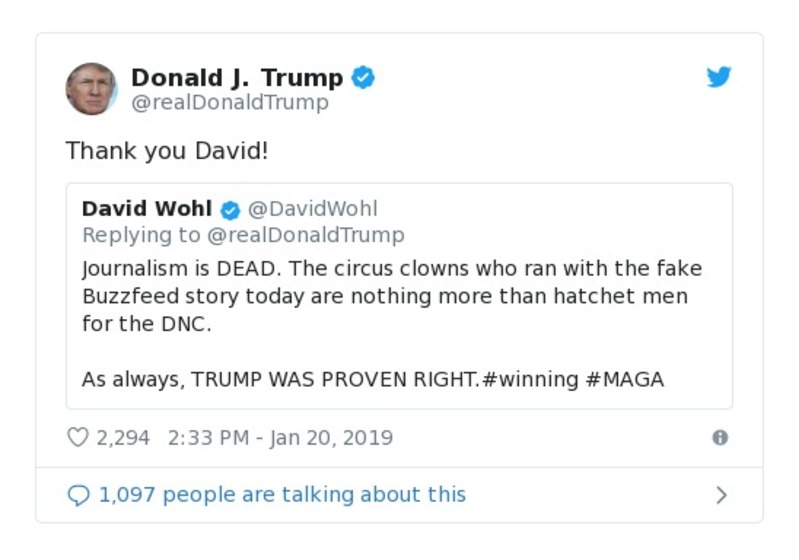 Donald J. Trump
@realDonaldTrump
Thank you David!
David Wohl @DavidWohl
Replying to @realDonaldTrump
Journalism is DEAD. The circus clowns who ran with the fake
Buzzfeed story today are nothing more than hatchet men
for the DNC.
As always, TRUMP WAS PROVEN RIGHT.#winning #MAGA
2,294 2:33 PM - Jan 20, 2019
1,097 people are talking about this